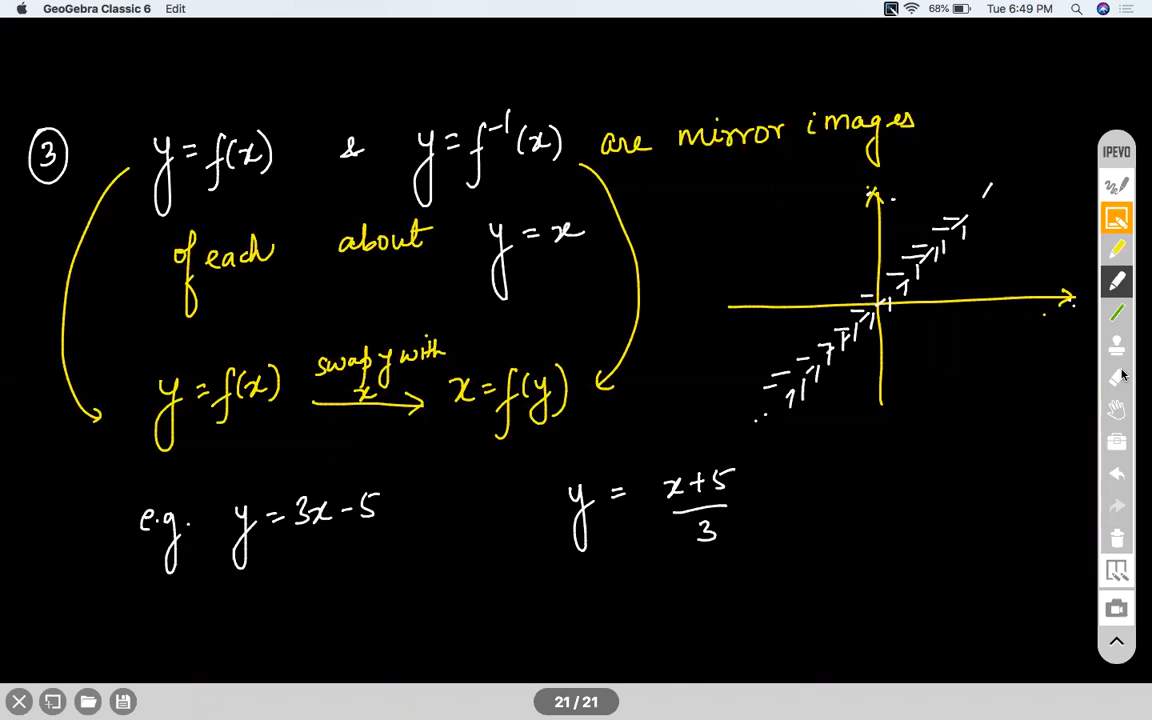 GeoGebra Classic 6 Edit 68% Tue 6:49 PM
③ y = f(x) & y = f⁻¹(x) are mirror images
of each about y = x
y = f(x) swap y with x → x = f(y)
e.g. y = 3x - 5 y = (x+5)/3
IPEVO
21 / 21